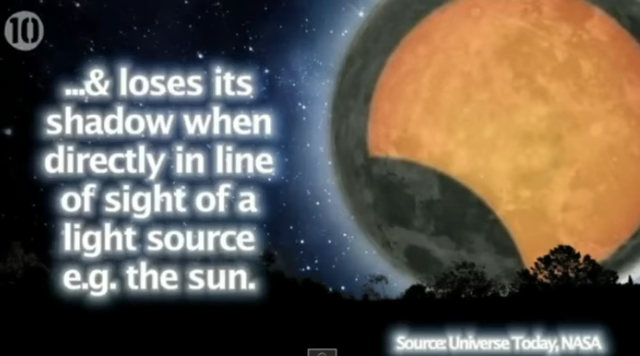 10
...& loses its
shadow when
directly in line
of sight of a
light source
e.g. the sun.
Source: Universe Today, NASA